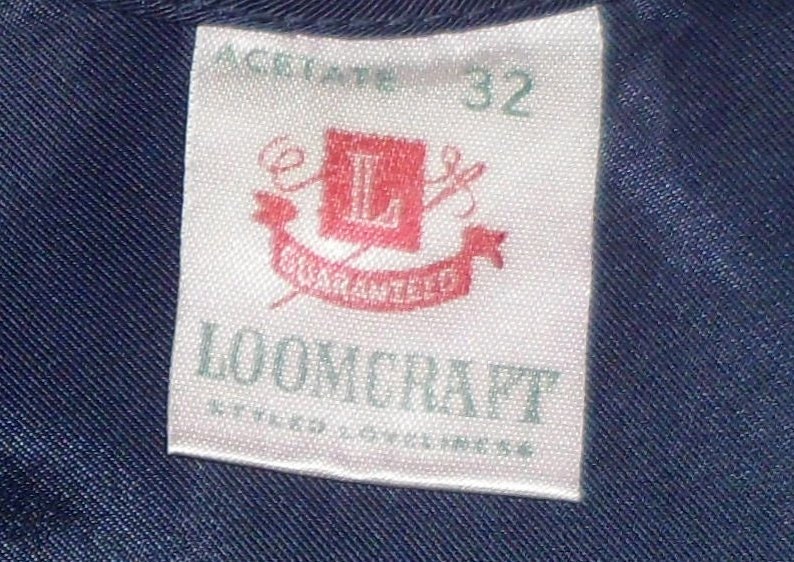 ACETATE 32
L
GUARANTEED
LOOMCRAFT
STYLED LOVELINESS